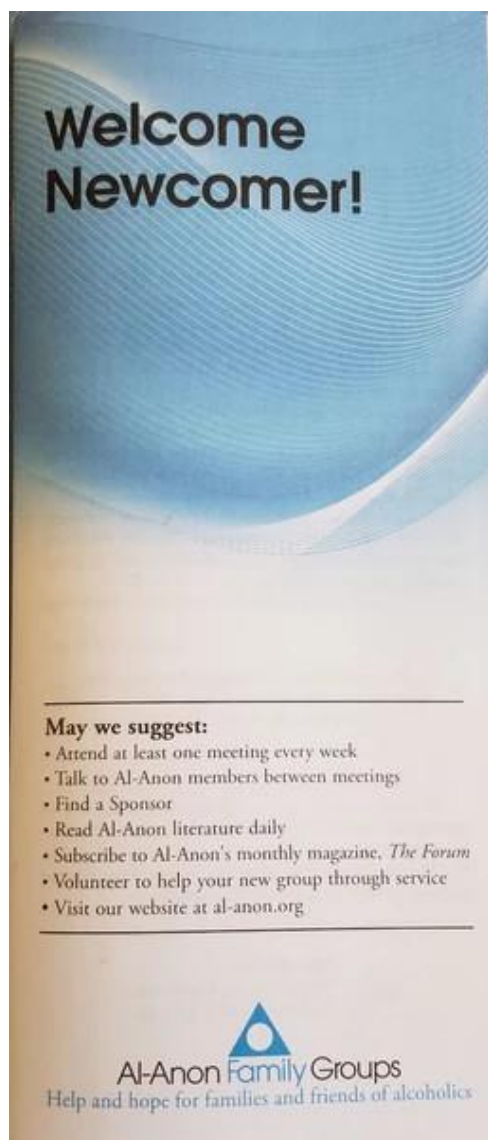 Welcome
Newcomer!
May we suggest:
• Attend at least one meeting every week
• Talk to Al-Anon members between meetings
• Find a Sponsor
• Read Al-Anon literature daily
• Subscribe to Al-Anon's monthly magazine, The Forum
• Volunteer to help your new group through service
• Visit our website at al-anon.org
Al-Anon Family Groups
Help and hope for families and friends of alcoholics